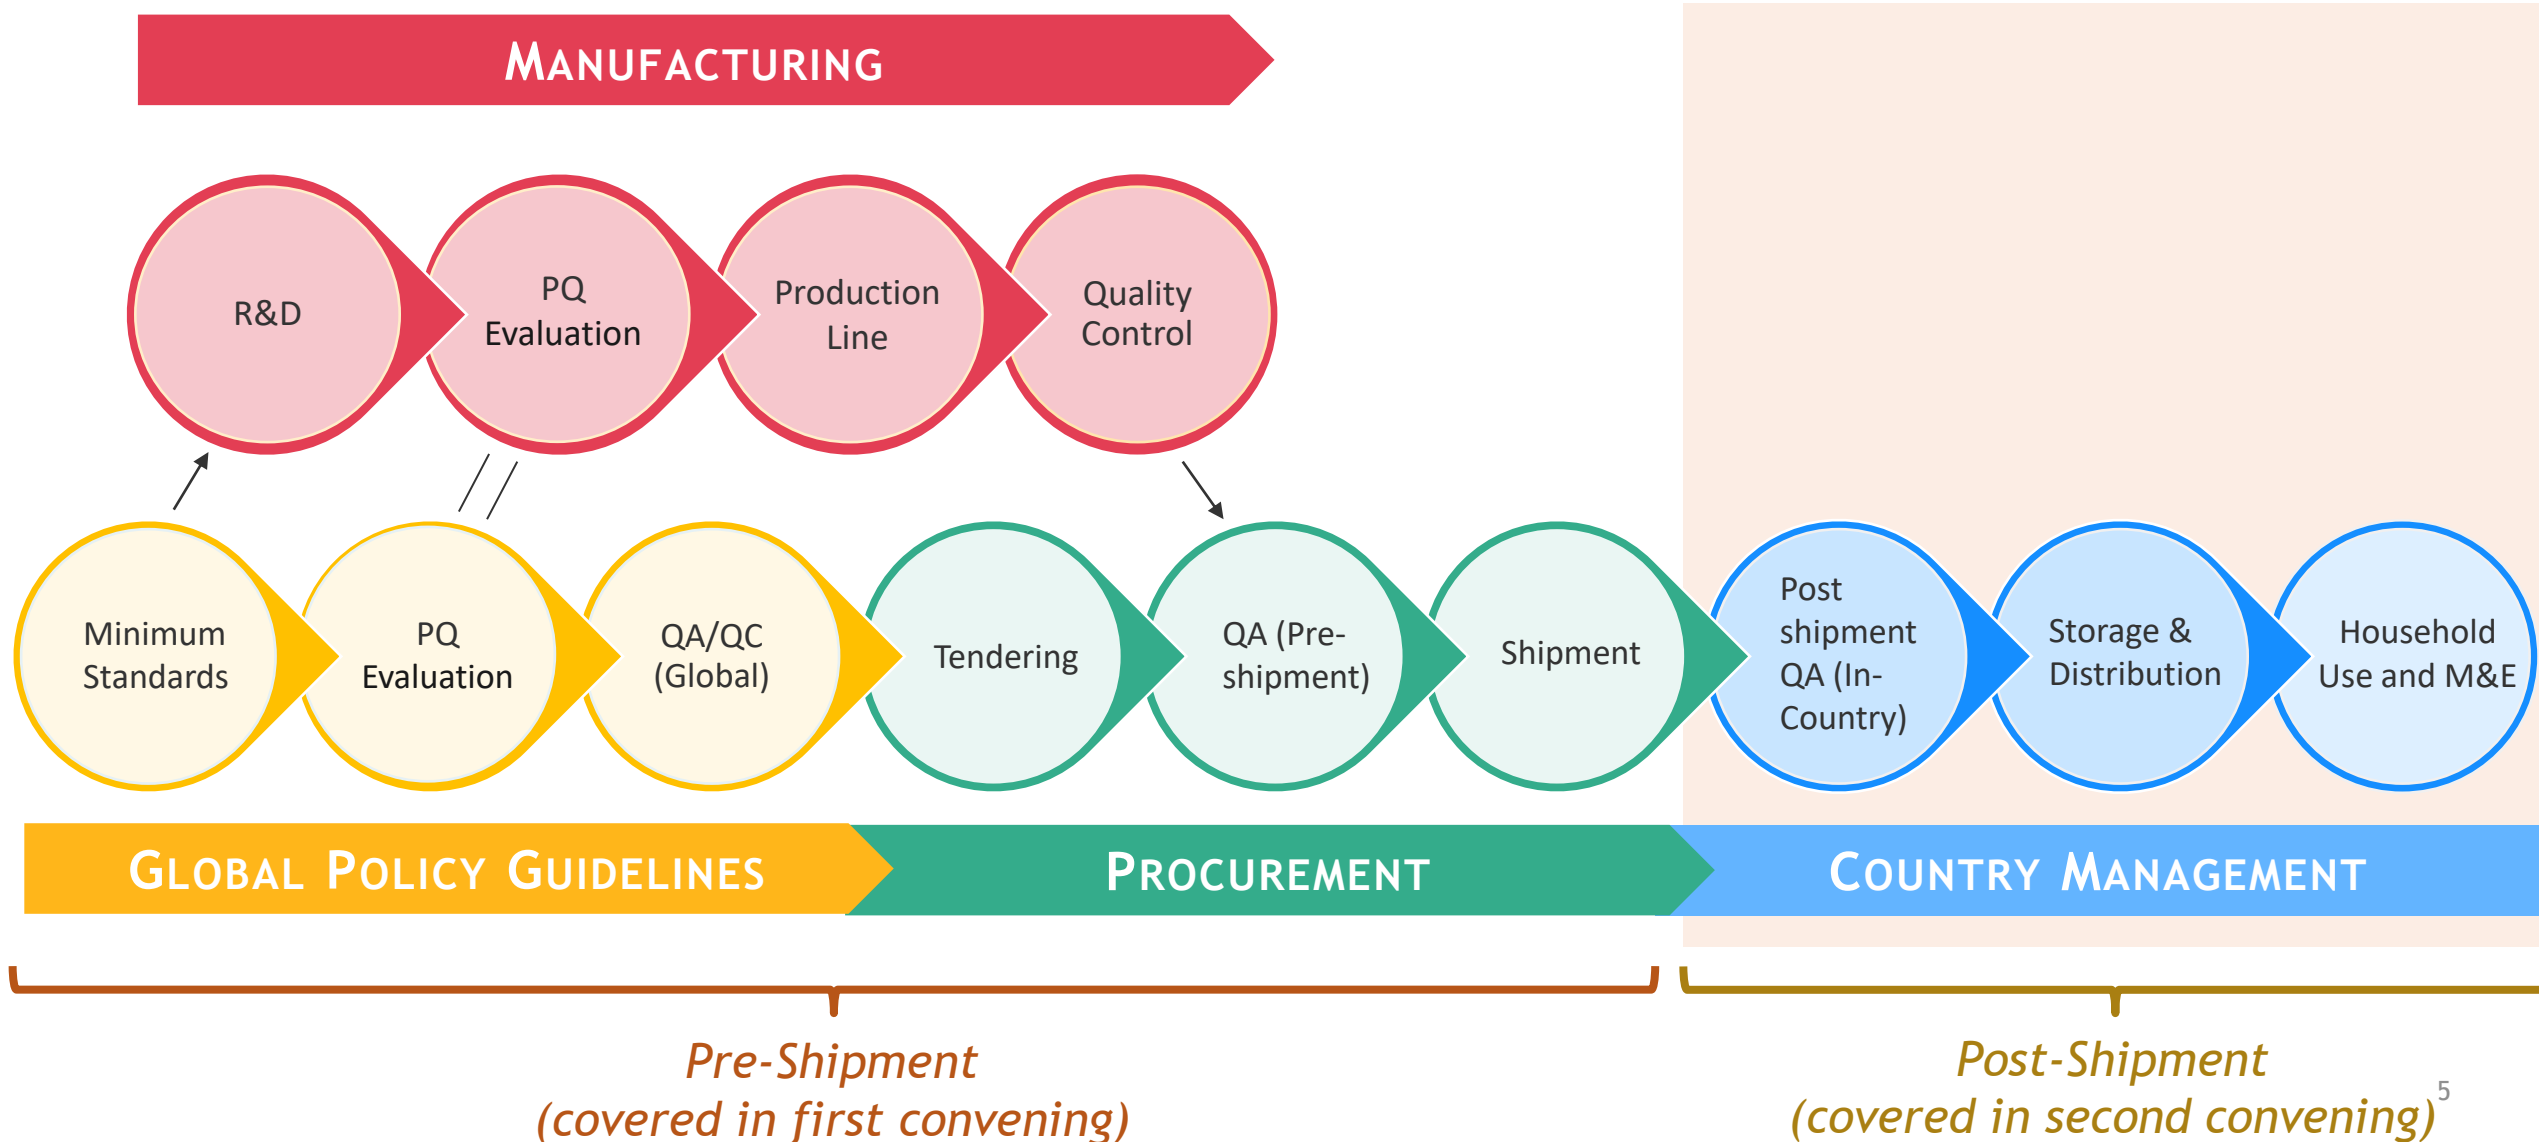 MANUFACTURING
R&D
PQ
Evaluation
Production
Line
Quality
Control
Minimum
Standards
PQ
Evaluation
QA/QC
(Global)
Tendering
QA (Pre-
shipment)
Shipment
Post
shipment
QA (In-
Country)
Storage &
Distribution
Household
Use and M&E
GLOBAL POLICY GUIDELINES
PROCUREMENT
COUNTRY MANAGEMENT
Pre-Shipment
(covered in first convening)
Post-Shipment
(covered in second convening)
5